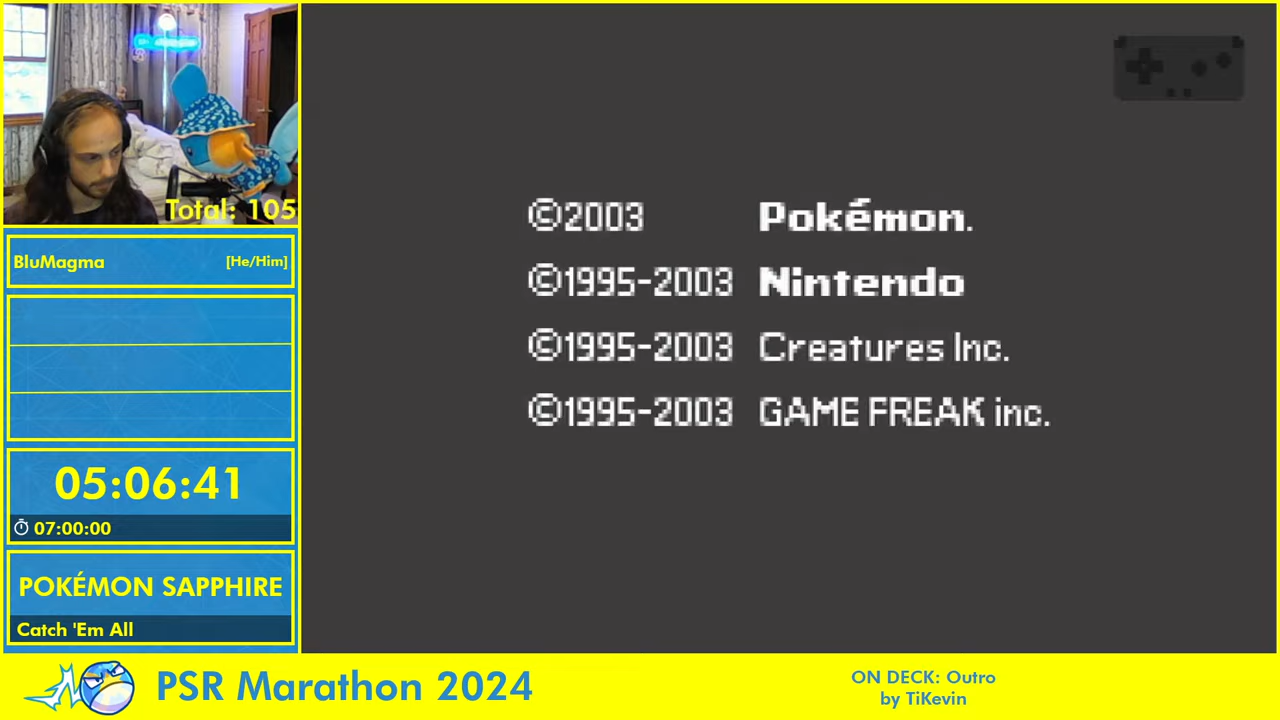 Total: 105
BluMagma [He/Him]
05:06:41
07:00:00
POKÉMON SAPPHIRE
Catch 'Em All
©2003 Pokémon.
©1995-2003 Nintendo
©1995-2003 Creatures Inc.
©1995-2003 GAME FREAK inc.
PSR Marathon 2024
ON DECK: Outro
by TiKevin